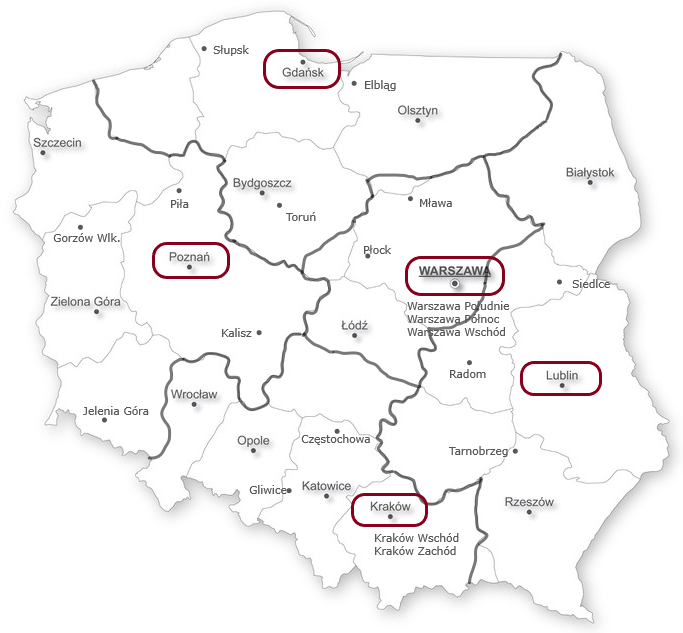 Słupsk
Gdańsk
Elbląg
Olsztyn
Szczecin
Białystok
Bydgoszcz
Piła
Mława
Toruń
Gorzów Wlk.
Płock
Poznań
WARSZAWA
Siedlce
Zielona Góra
Warszawa Południe
Warszawa Północ
Warszawa Wschód
Łódź
Kalisz
Radom
Lublin
Wrocław
Jelenia Góra
Opole
Częstochowa
Tarnobrzeg
Gliwice
Katowice
Rzeszów
Kraków
Kraków Wschód
Kraków Zachód